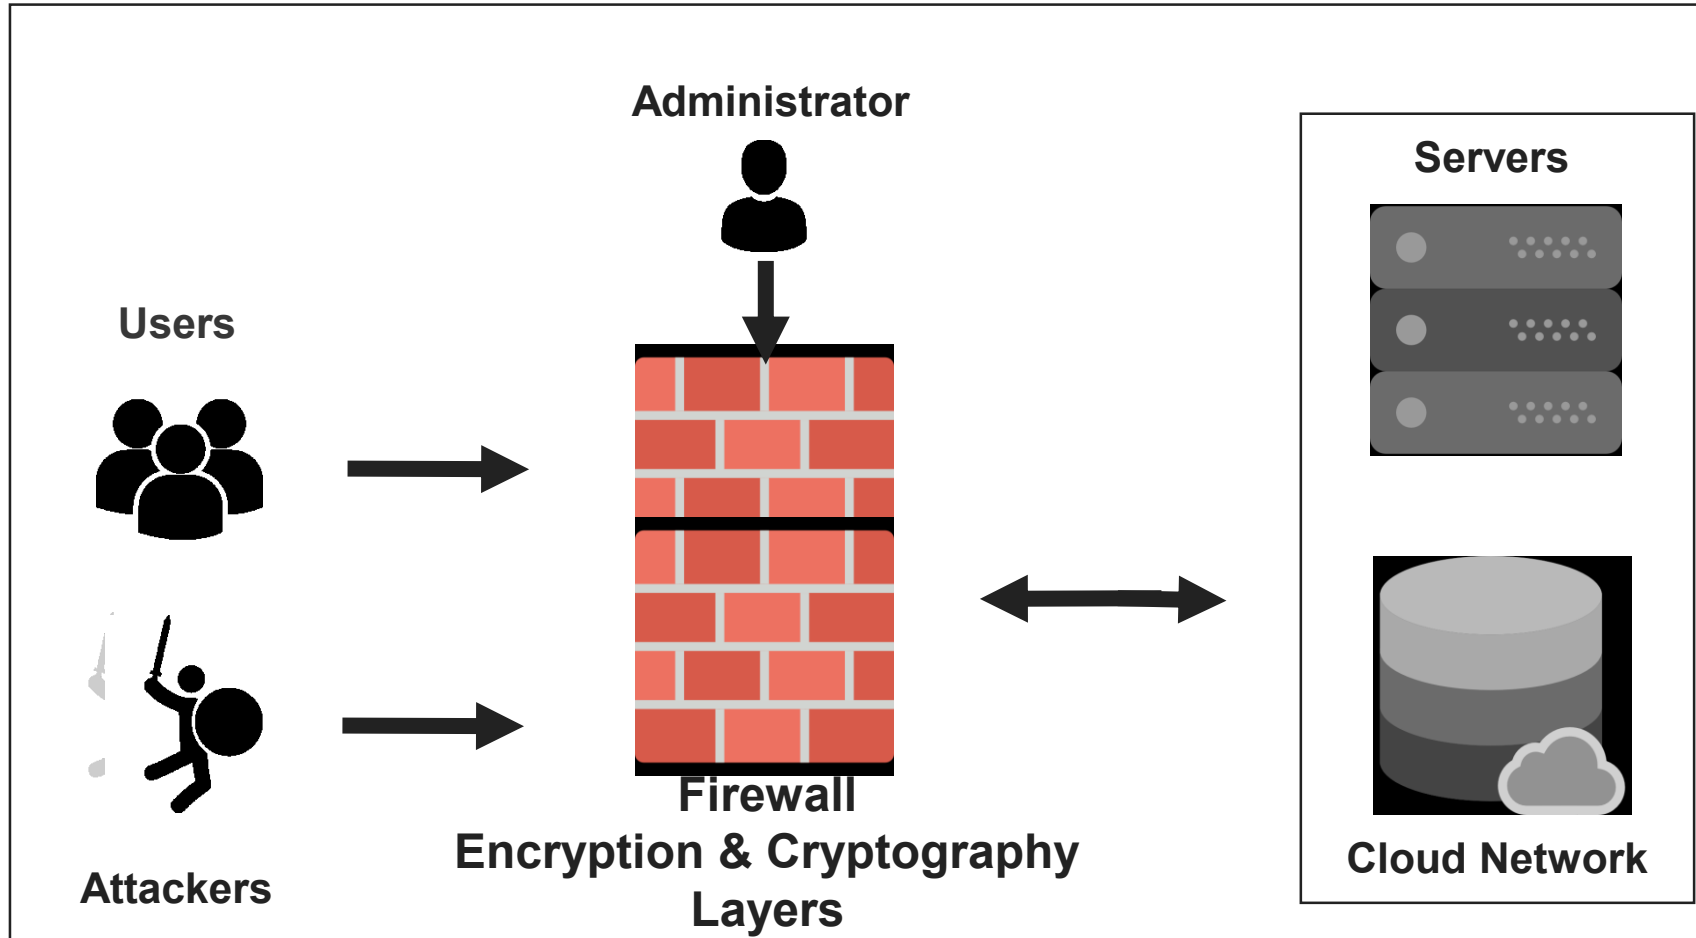 Administrator
Servers
Users
Firewall
Encryption & Cryptography
Layers
Attackers
Cloud Network